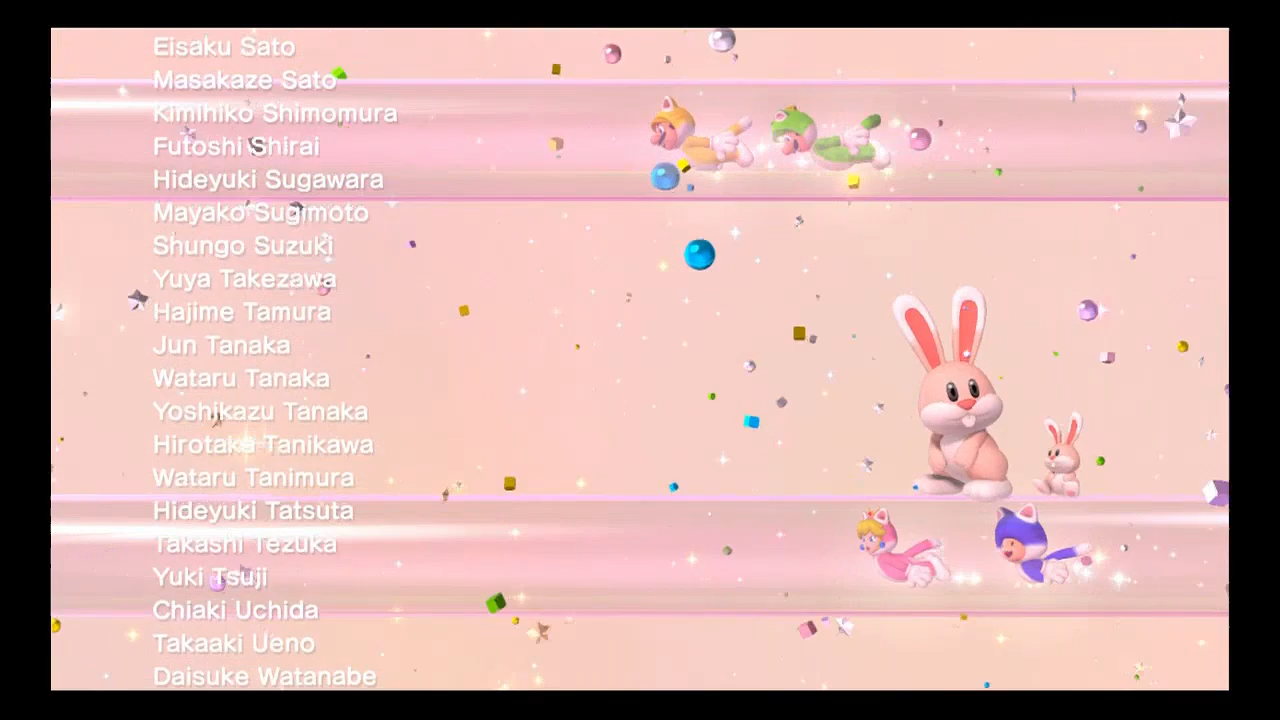 Eisaku Sato
Masakaze Sato
Kimihiko Shimomura
Futoshi Shirai
Hideyuki Sugawara
Mayako Sugimoto
Shungo Suzuki
Yuya Takezawa
Hajime Tamura
Jun Tanaka
Wataru Tanaka
Yoshikazu Tanaka
Hirotake Tanikawa
Wataru Tanimura
Hideyuki Tatsuta
Takashi Tezuka
Yuki Tsuji
Chiaki Uchida
Takaaki Ueno
Daisuke Watanabe